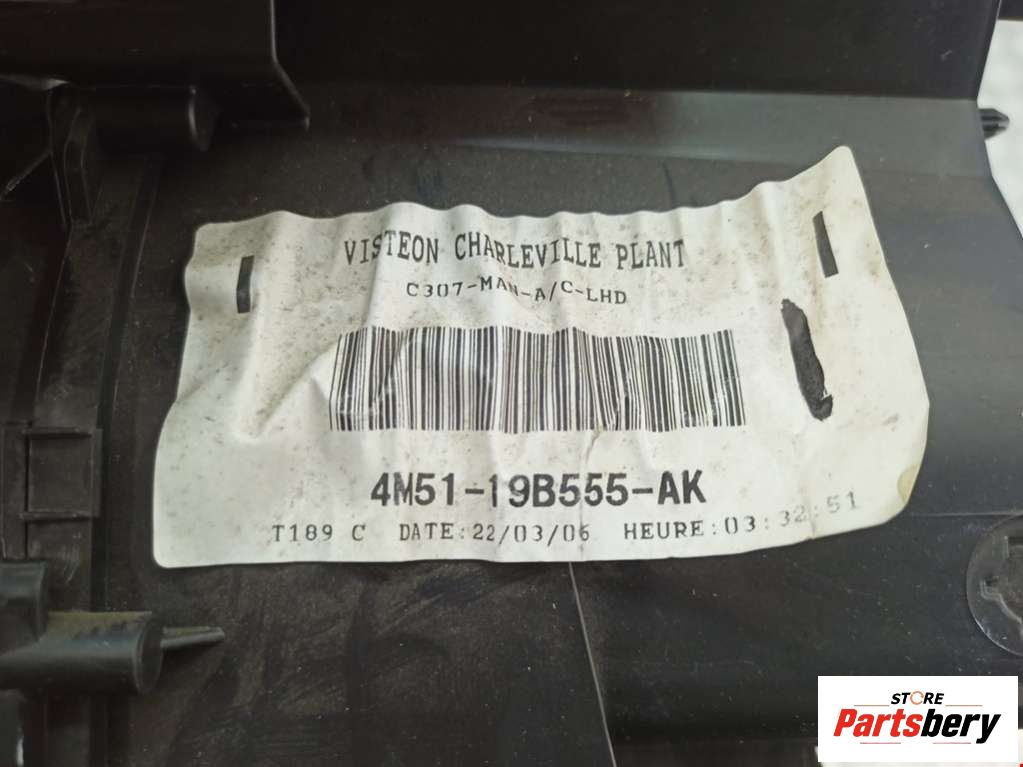 VISTEON CHARLEVILLE PLANT
C307-MAN-A/C-LHD
4M51-19B555-AK
T189 C DATE:22/03/06 HEURE:03:32:51
STORE
Partsbery